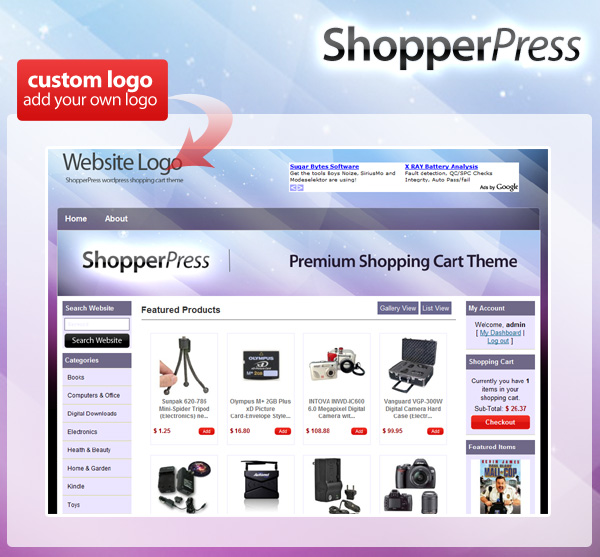 ShopperPress
custom logo
add your own logo
Website Logo
ShopperPress wordpress shopping cart theme
Sugar Bytes Software
Get the tools Boys Noize, SiriusMo and
Modeselektor are using!
X RAY Battery Analysis
Fault detection, QC/SPC Checks
Integrity, Auto Pass/fail
Ads by Google
Home About
ShopperPress
Premium Shopping Cart Theme
Search Website
Search Website
Categories
Books
Computers & Office
Digital Downloads
Electronics
Health & Beauty
Home & Garden
Kindle
Toys
Featured Products
Gallery View List View
Sunpak 620-785
Mini-Spider Tripod
(Electronics) ne...
$ 1.25 Add
OLYMPUS
M+ 2GB
Olympus M+ 2GB Plus
xD Picture
Card-Envelope Style...
$ 16.80 Add
INTOVA INVVD-IC600
6.0 Megapixel Digital
Camera wit...
$ 108.88 Add
Vanguard VGP-300W
Digital Camera Hard
Case (Electr...
$ 99.95 Add
My Account
Welcome, admin
[ My Dashboard |
Log out ]
Shopping Cart
Currently you have 1
items in your
shopping cart.
Sub-Total: $ 26.37
Checkout
Featured Items
KEVIN JAMES
MALL COP